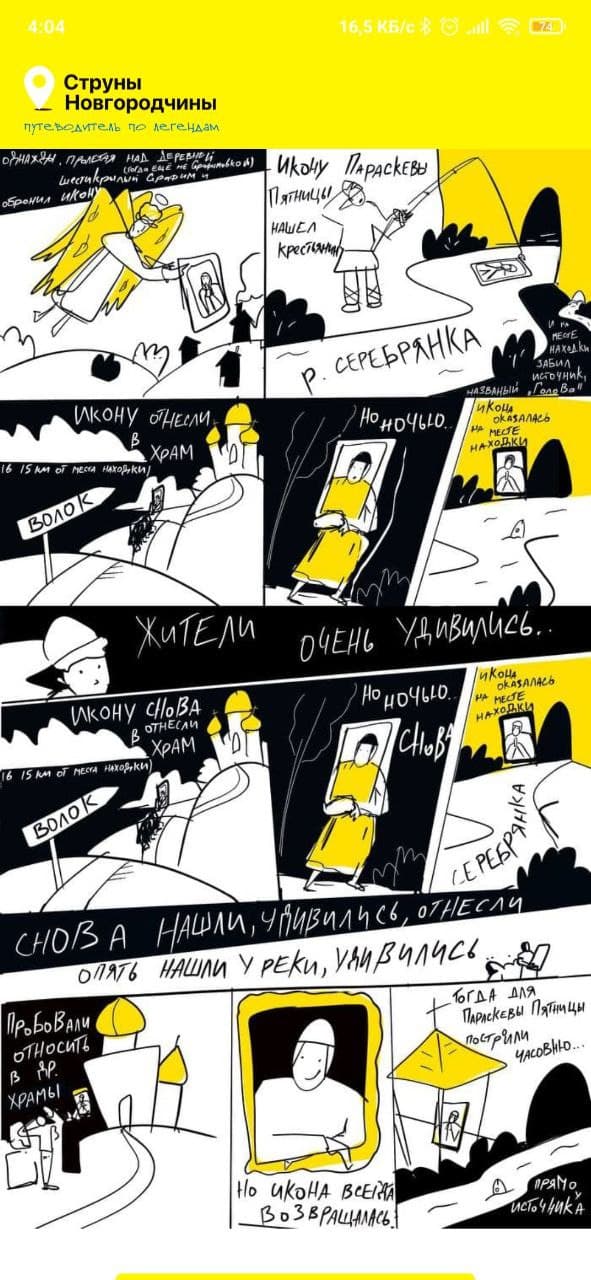 4:04
16,5 КБ/с
74
Струны
Новгородчины
путеводитель по легендам
Однажды, пролетая над деревней
(тогда ещё не Серафимовкой)
шестикрылый Серафим и
обронил икону
Икону Параскевы
Пятницы
нашёл
крестьянин
р. Серебрянка
и на
месте
находки
забил
источник,
названый „Голова"
Икону отнесли
в
храм
(в 15 км от места находки)
Волок
Но ночью..
икона
оказалась
на месте
находки
Жители очень удивились..
Икону снова
отнесли
в
храм
(в 15 км от места находки)
Волок
Но ночью..
снова
икона
оказалась
на месте
находки
Серебрянка
Снова нашли, удивились, отнесли
опять нашли у реки, удивились
Пробовали
относить
в др.
храмы
Но икона всегда
возвращалась.
Тогда для
Параскевы Пятницы
построили
часовню...
прямо
у
источника